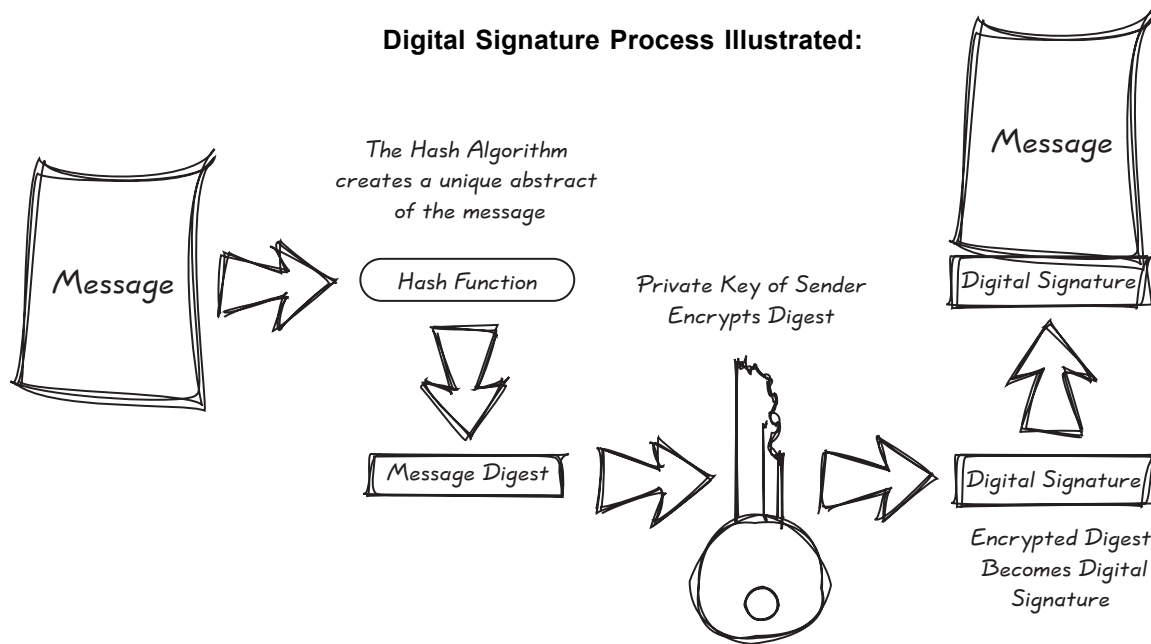 Digital Signature Process Illustrated:
Message
The Hash Algorithm
creates a unique abstract
of the message
Hash Function
Message Digest
Private Key of Sender
Encrypts Digest
Message
Digital Signature
Digital Signature
Encrypted Digest
Becomes Digital
Signature